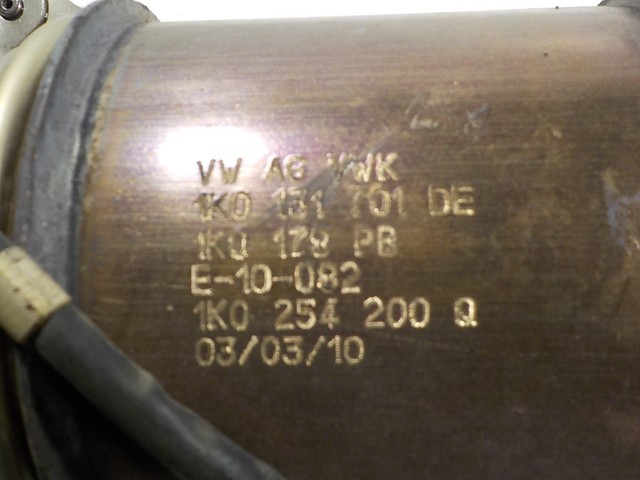 VW AG VWK
1K0 131 701 DE
1K0 178 PB
E-10-082
1K0 254 200 Q
03/03/10